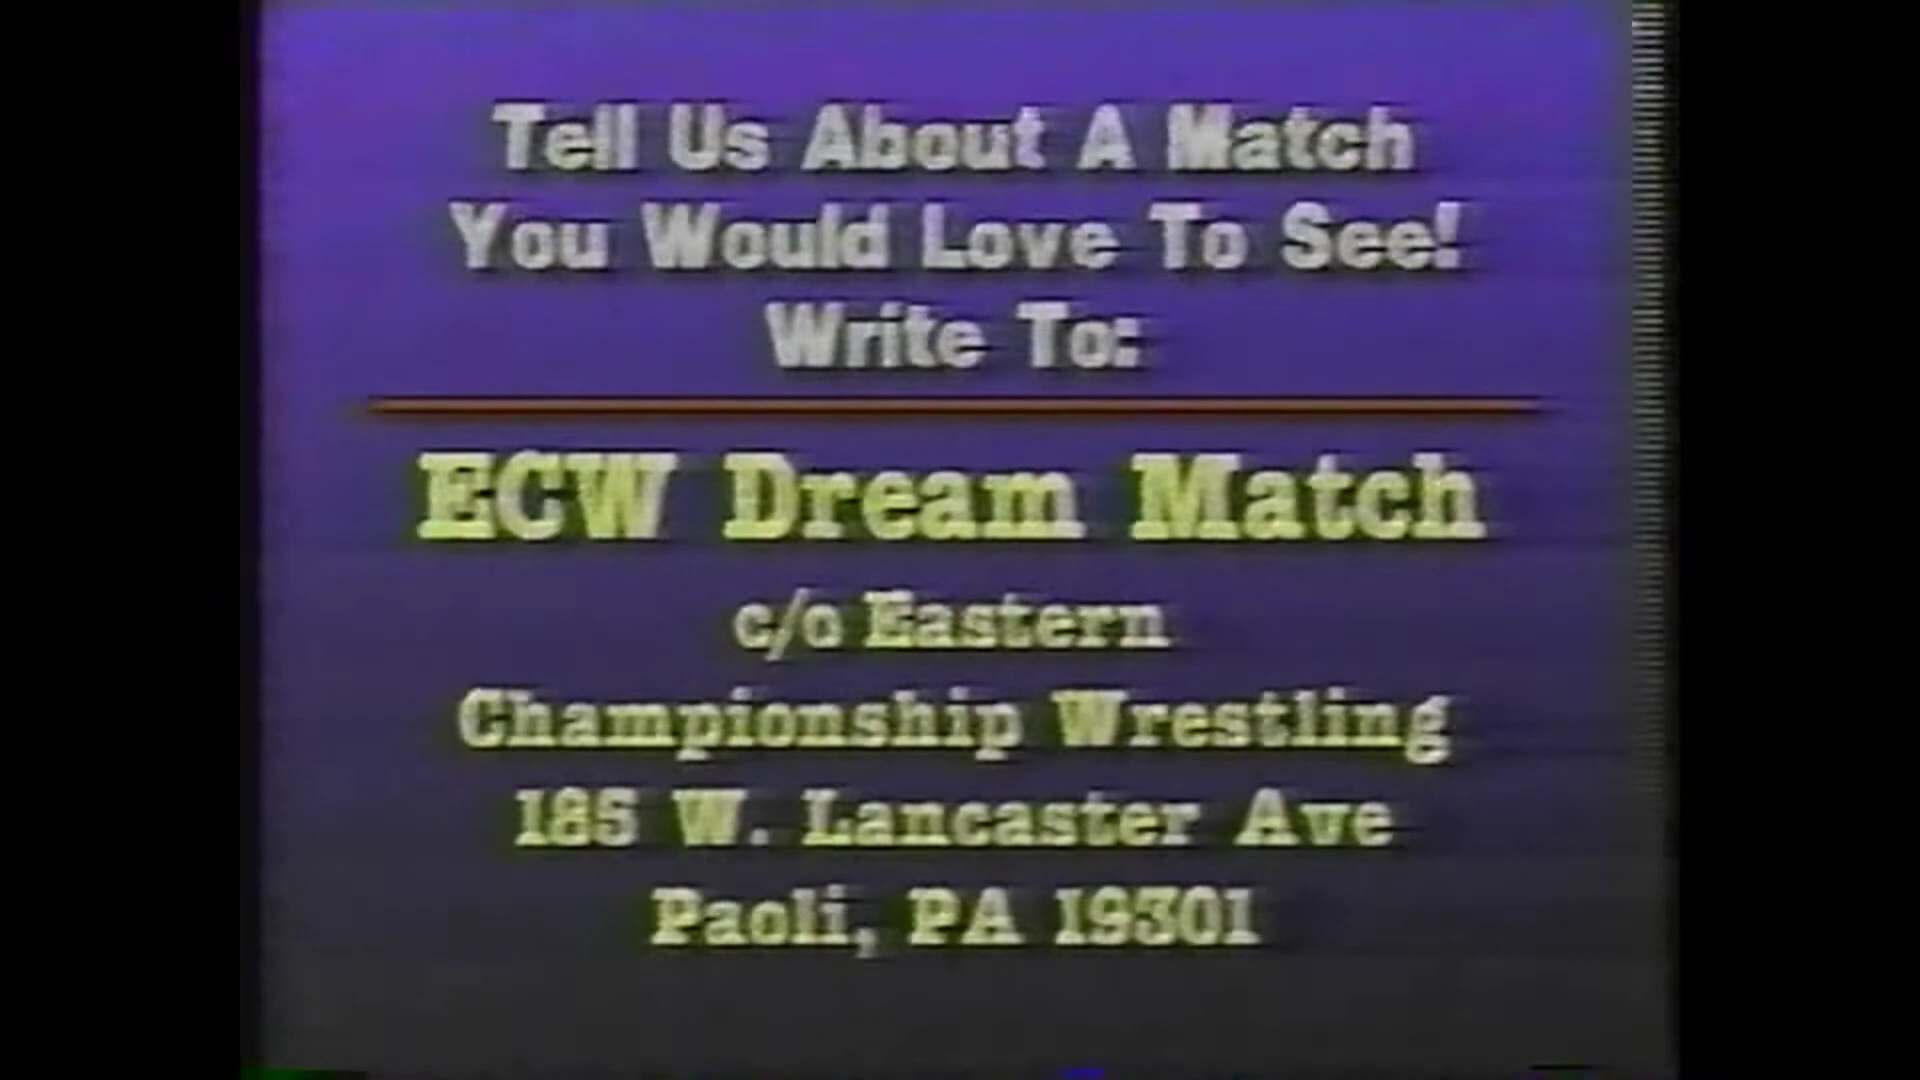 Tell Us About A Match
You Would Love To See!
Write To:
ECW Dream Match
c/o Eastern
Championship Wrestling
185 W. Lancaster Ave
Paoli, PA 19301